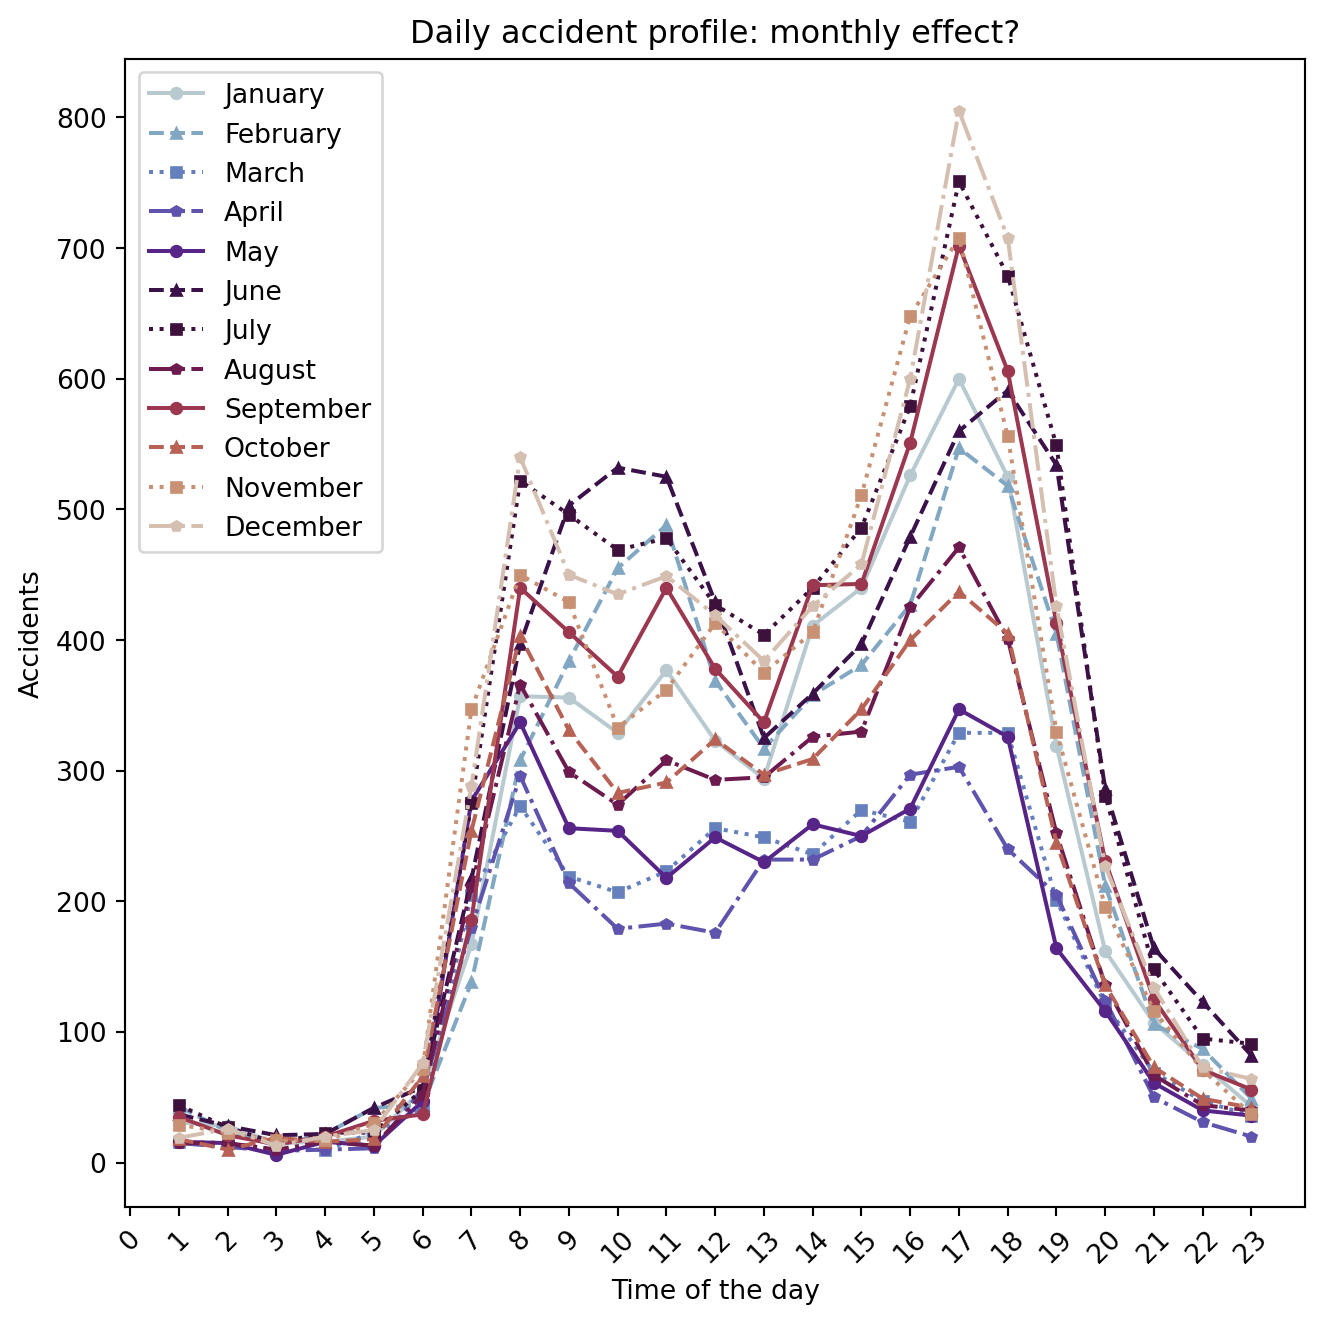 Daily accident profile: monthly effect?
January
February
March
April
May
June
July
August
September
October
November
December
800
700
600
500
400
300
200
100
0
Accidents
0 1 2 3 4 5 6 7 8 9 10 11 12 13 14 15 16 17 18 19 20 21 22 23
Time of the day